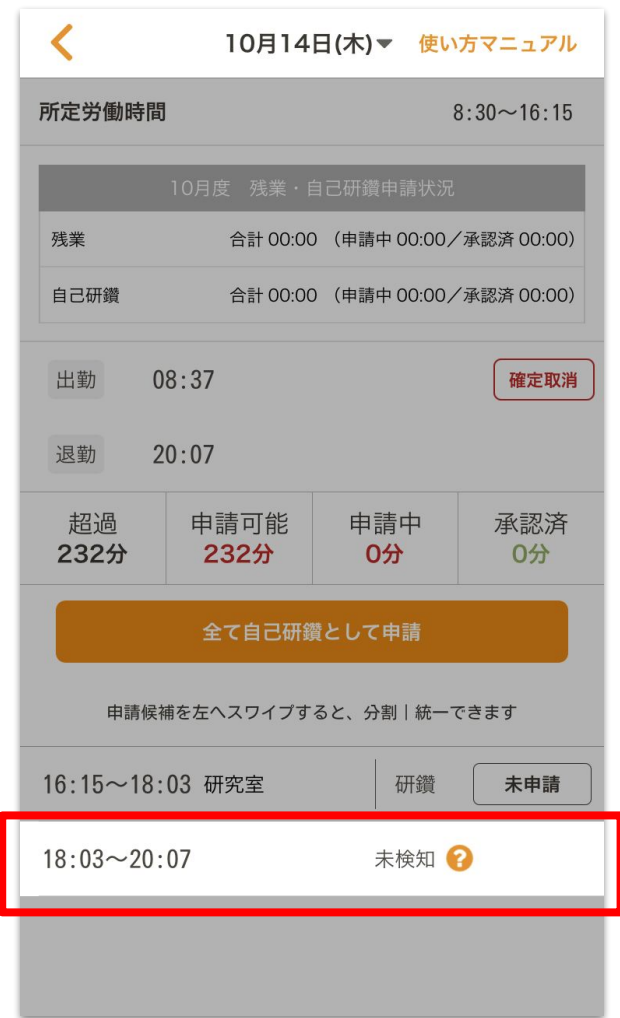 10月14日(木)▼ 使い方マニュアル
所定労働時間 8:30〜16:15
10月度 残業・自己研鑽申請状況
残業 合計 00:00 (申請中 00:00／承認済 00:00)
自己研鑽 合計 00:00 (申請中 00:00／承認済 00:00)
出勤 08:37 確定取消
退勤 20:07
超過 申請可能 申請中 承認済
232分 232分 0分 0分
全て自己研鑽として申請
申請候補を左へスワイプすると、分割｜統一できます
16:15〜18:03 研究室 研鑽 未申請
18:03〜20:07 未検知 ?